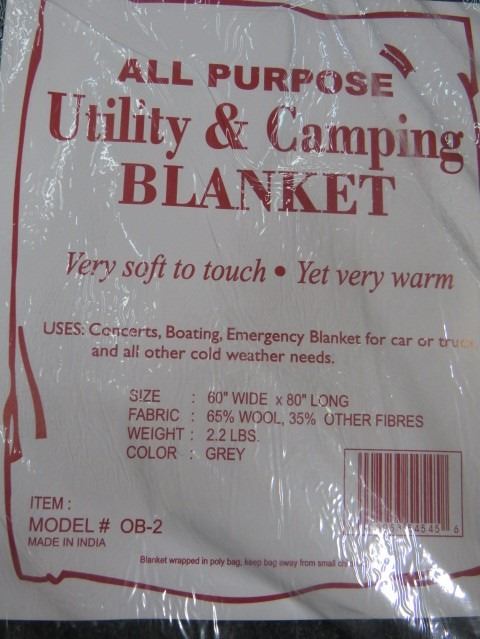 ALL PURPOSE
Utility & Camping
BLANKET
Very soft to touch • Yet very warm
USES: Concerts, Boating, Emergency Blanket for car or truck
and all other cold weather needs.
SIZE : 60" WIDE x 80" LONG
FABRIC : 65% WOOL, 35% OTHER FIBRES
WEIGHT : 2.2 LBS.
COLOR : GREY
ITEM :
MODEL # OB-2
MADE IN INDIA
Blanket wrapped in poly bag, keep bag away from small